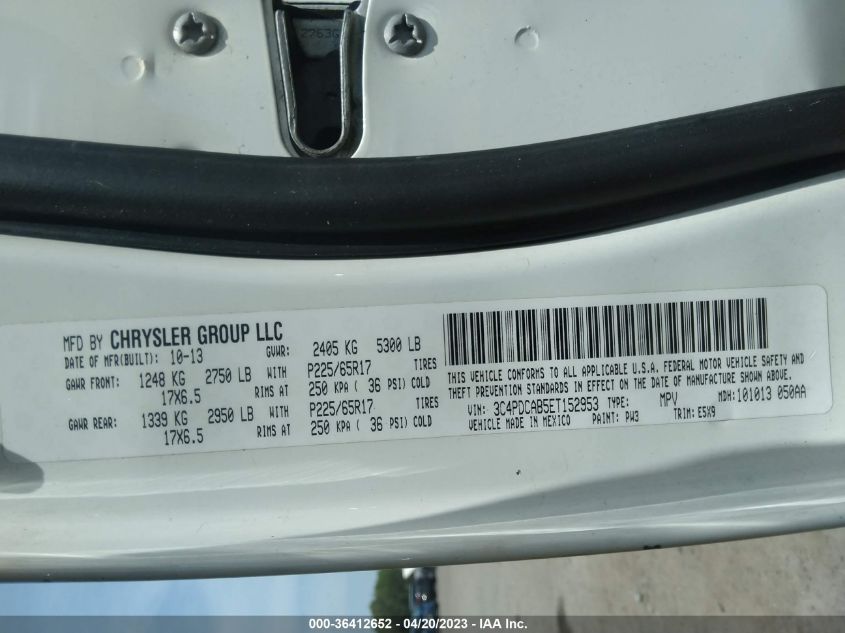 2763G
MFD BY CHRYSLER GROUP LLC
DATE OF MFR(BUILT): 10-13 GVWR: 2405 KG 5300 LB
GAWR FRONT: 1248 KG 2750 LB WITH P225/65R17 TIRES
17X6.5 RIMS AT 250 KPA ( 36 PSI) COLD
GAWR REAR: 1339 KG 2950 LB WITH P225/65R17 TIRES
17X6.5 RIMS AT 250 KPA ( 36 PSI) COLD
THIS VEHICLE CONFORMS TO ALL APPLICABLE U.S.A. FEDERAL MOTOR VEHICLE SAFETY AND
THEFT PREVENTION STANDARDS IN EFFECT ON THE DATE OF MANUFACTURE SHOWN ABOVE.
VIN: 3C4PDCAB5ET152953 TYPE: MPV MDH: 101013 050AA
VEHICLE MADE IN MEXICO PAINT: PW3 TRIM: E5X9
000-36412652 - 04/20/2023 - IAA Inc.